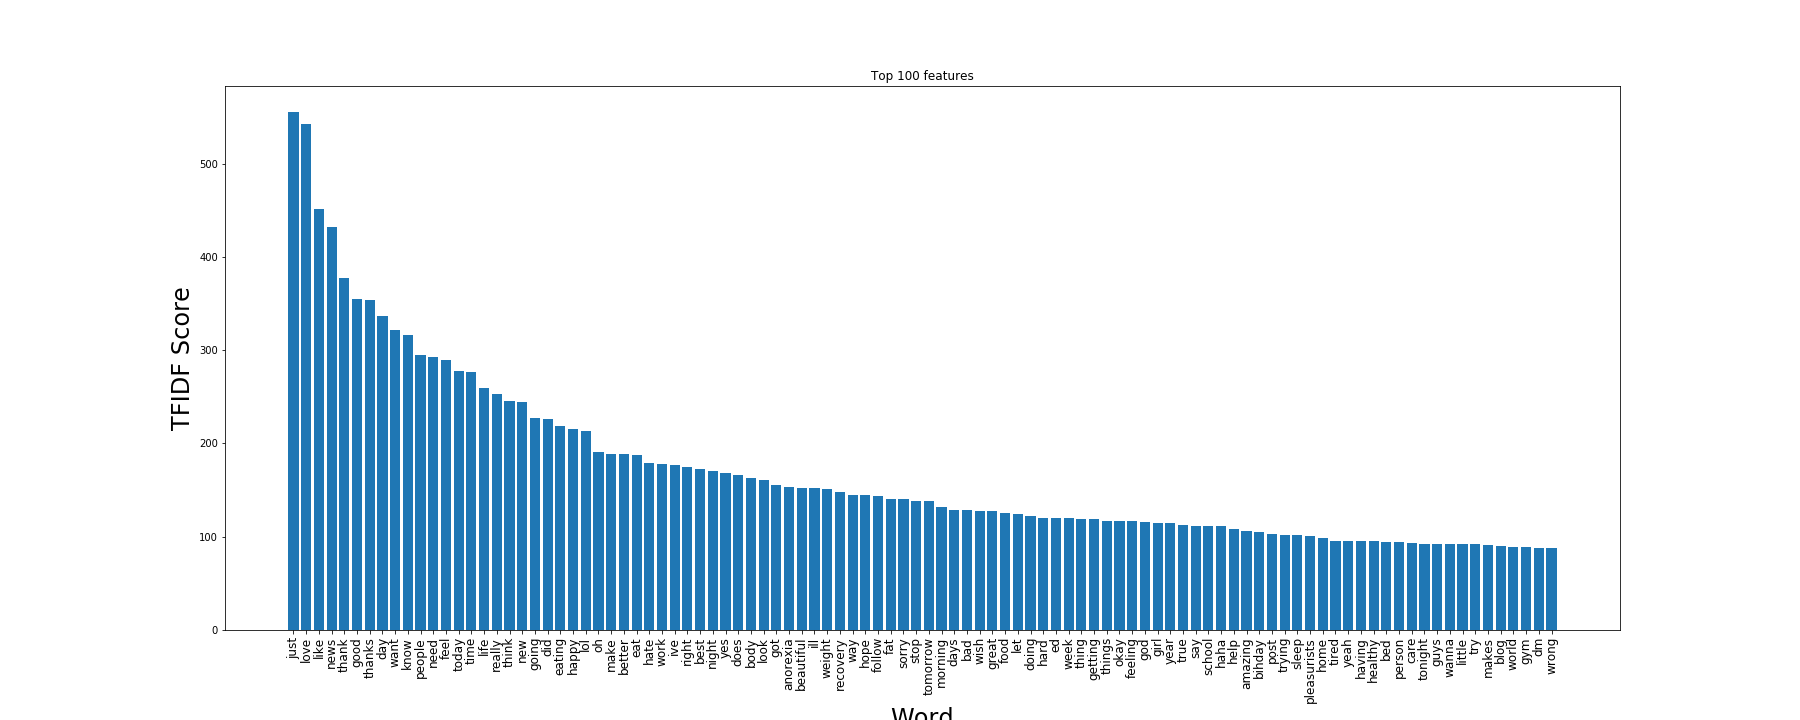 Top 100 features
TFIDF Score
500
400
300
200
100
0
just love like news thank good thanks day want know people need feel today time life really think new going did eating happy lol oh make better eat hate work ive right best night yes does body look got anorexia beautiful ill weight recovery way hope follow fat sorry stop tomorrow morning days bad wish great food let doing hard ed week thing getting things okay feeling god girl year true say school haha help amazing bihday post trying sleep pleasurists home tired yeah having healthy bed person care tonight guys wanna little try makes blog world gym dm wrong
Word